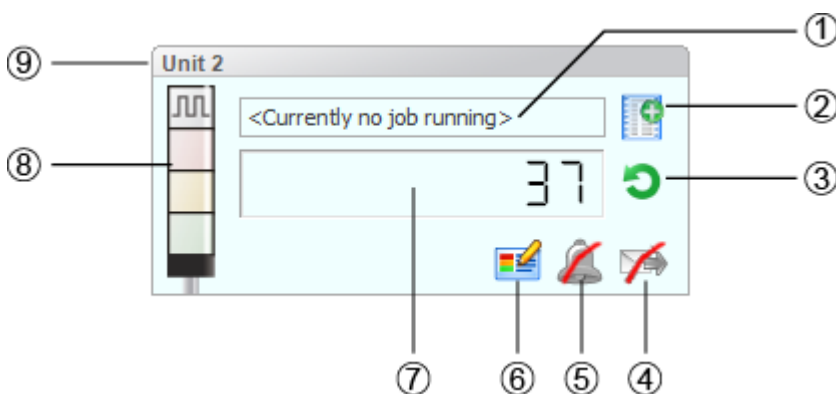 ①
⑨ Unit 2
<Currently no job running>
②
⑧
37
③
⑦ ⑥ ⑤ ④